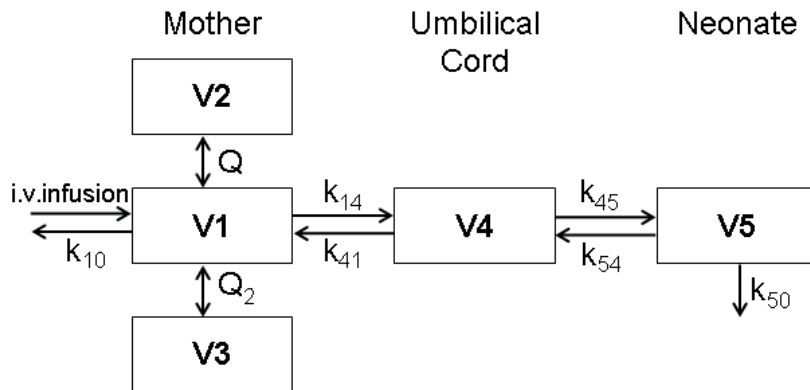 Mother
Umbilical
Cord
Neonate
V2
Q
i.v.infusion
k10
V1
k14
k41
V4
k45
k54
V5
Q2
k50
V3